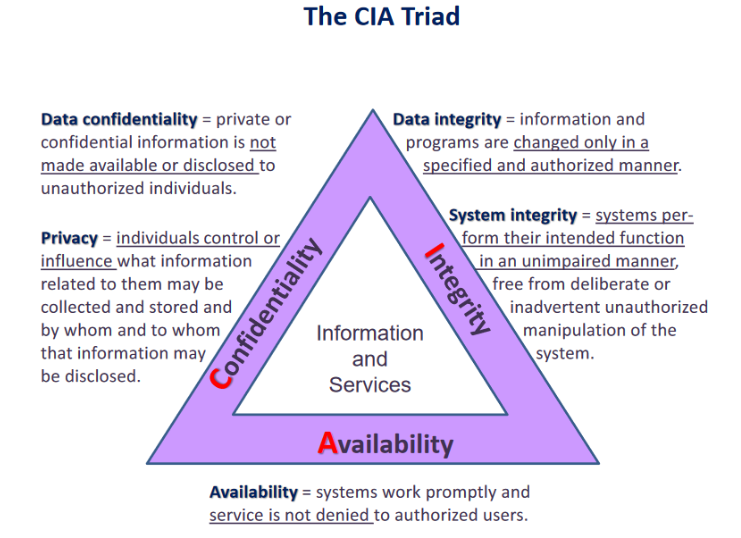 The CIA Triad
Data confidentiality = private or
confidential information is not
made available or disclosed to
unauthorized individuals.
Privacy = individuals control or
influence what information
related to them may be
collected and stored and
by whom and to whom
that information may
be disclosed.
Data integrity = information and
programs are changed only in a
specified and authorized manner.
System integrity = systems per-
form their intended function
in an unimpaired manner,
free from deliberate or
inadvertent unauthorized
manipulation of the
system.
Confidentiality
Integrity
Information
and
Services
Availability
Availability = systems work promptly and
service is not denied to authorized users.